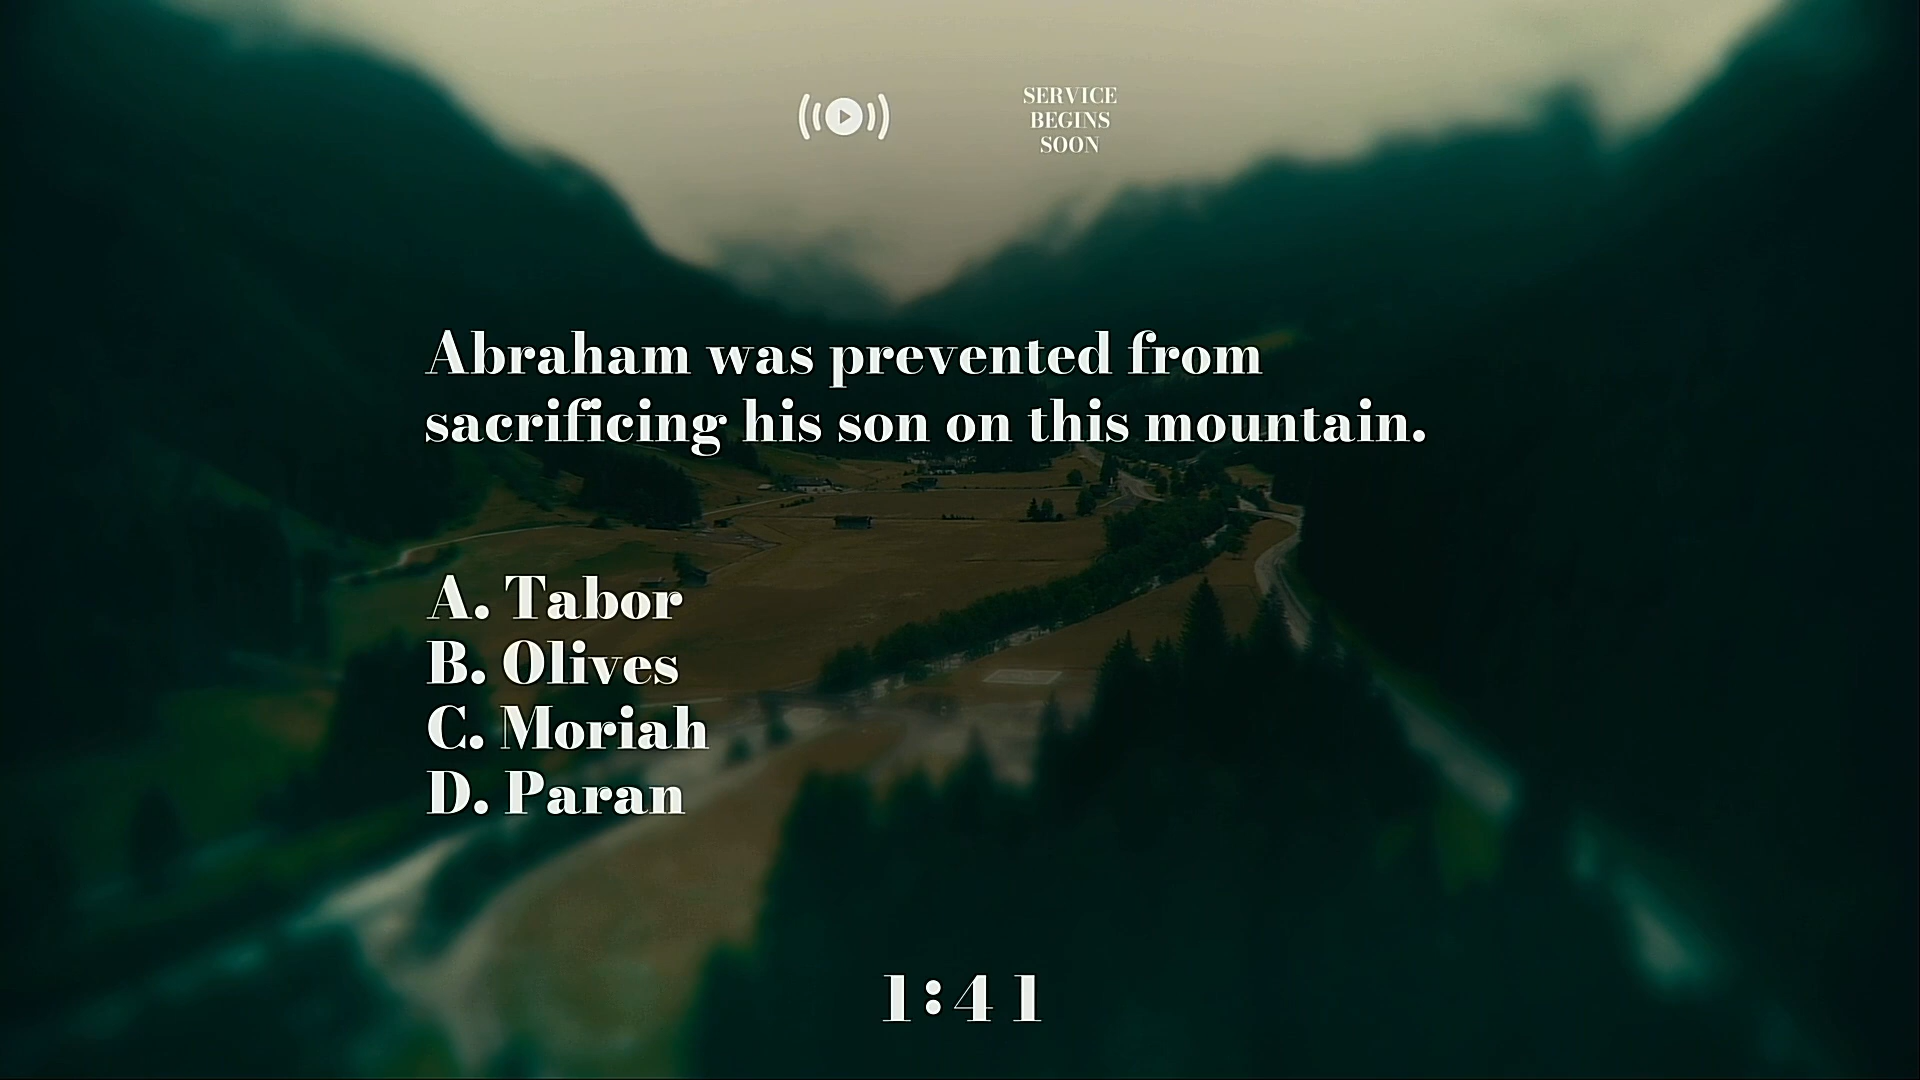 SERVICE
BEGINS
SOON
Abraham was prevented from
sacrificing his son on this mountain.
A. Tabor
B. Olives
C. Moriah
D. Paran
1:41